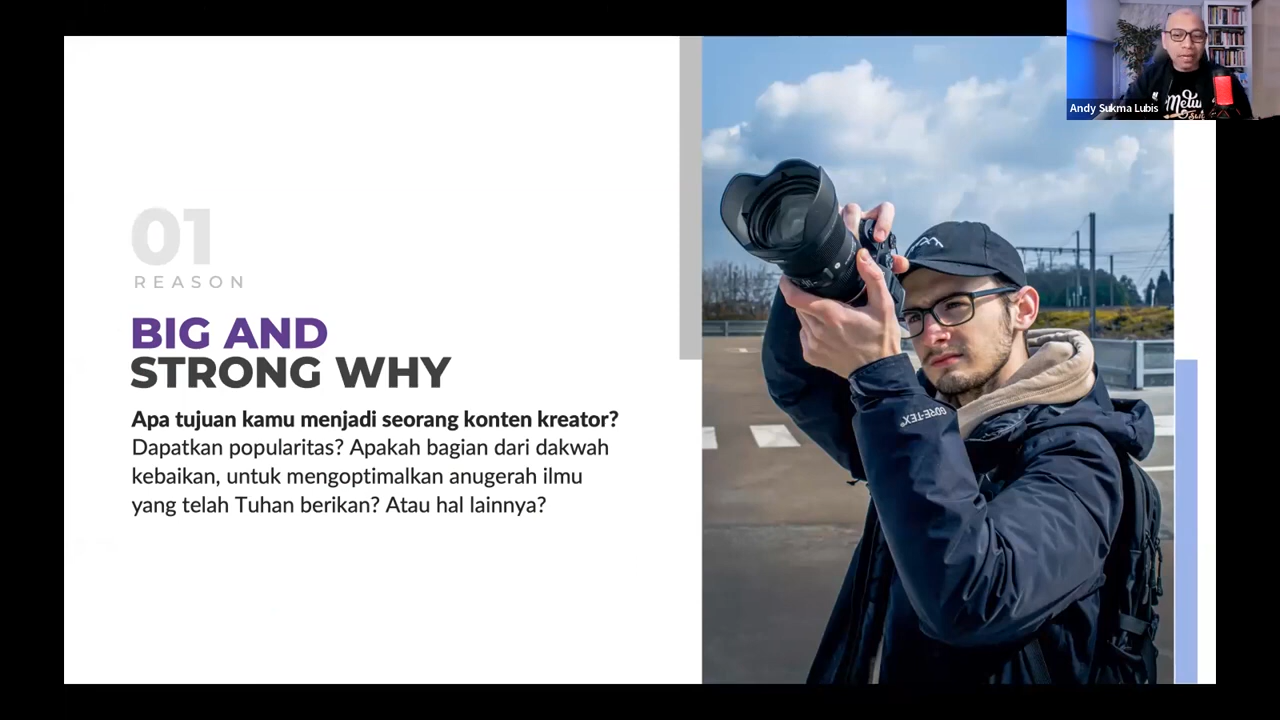 01
REASON
BIG AND
STRONG WHY
Apa tujuan kamu menjadi seorang konten kreator?
Dapatkan popularitas? Apakah bagian dari dakwah
kebaikan, untuk mengoptimalkan anugerah ilmu
yang telah Tuhan berikan? Atau hal lainnya?
GORE-TEX
Andy Sukma Lubis